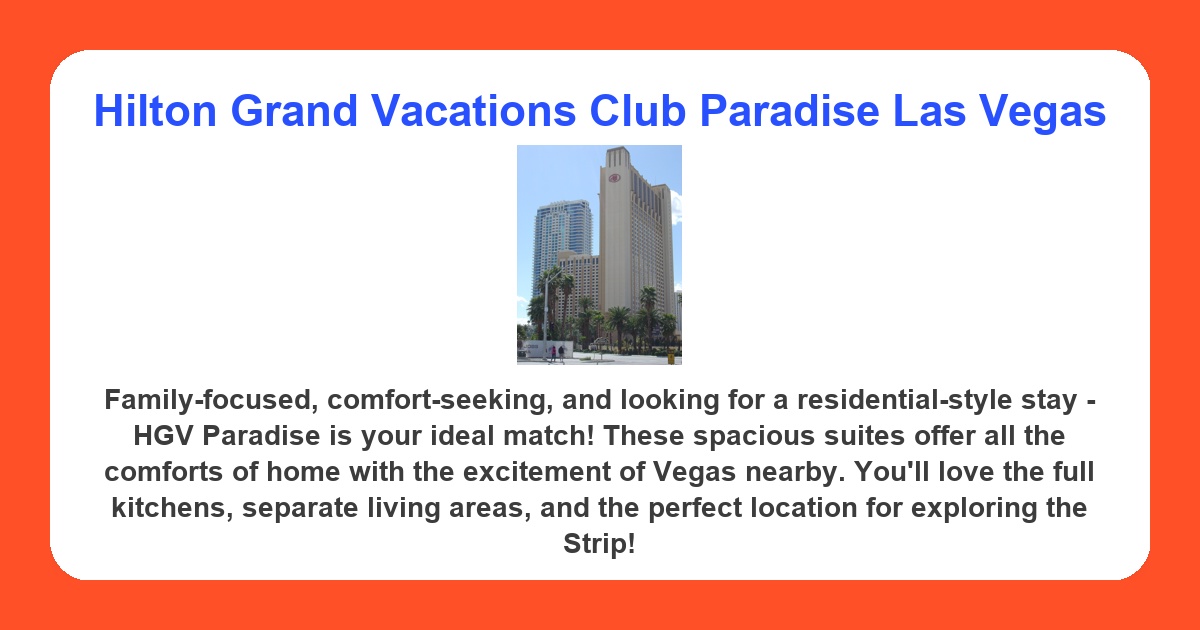 Hilton Grand Vacations Club Paradise Las Vegas
Family-focused, comfort-seeking, and looking for a residential-style stay -
HGV Paradise is your ideal match! These spacious suites offer all the
comforts of home with the excitement of Vegas nearby. You'll love the full
kitchens, separate living areas, and the perfect location for exploring the
Strip!